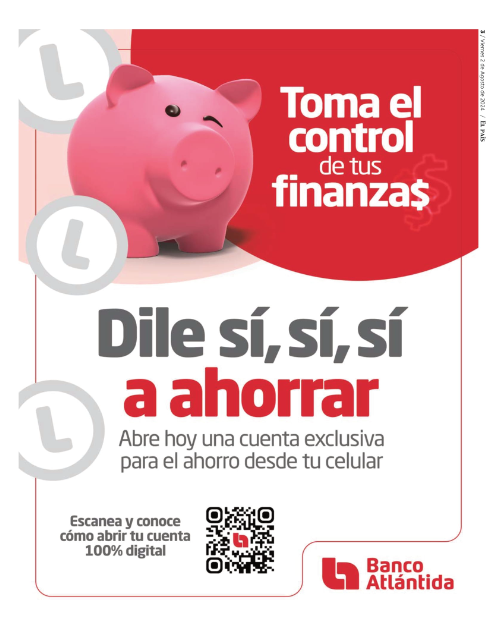 3 / Viernes 2 de Agosto de 2024 / EL PAÍS
Toma el
control
de tus
finanza$
Dile sí, sí, sí
a ahorrar
Abre hoy una cuenta exclusiva
para el ahorro desde tu celular
Escanea y conoce
cómo abrir tu cuenta
100% digital
Banco
Atlántida